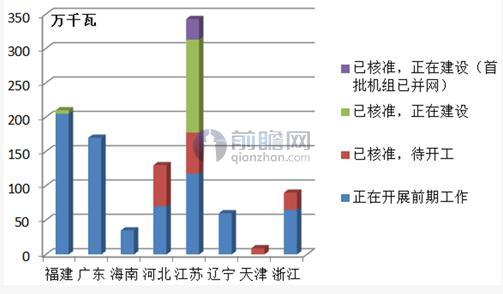 万千瓦
350
300
250
200
150
100
50
0
福建 广东 海南 河北 江苏 辽宁 天津 浙江
已核准，正在建设（首
批机组已并网）
已核准，正在建设
已核准，待开工
正在开展前期工作
前瞻网
qianzhan.com